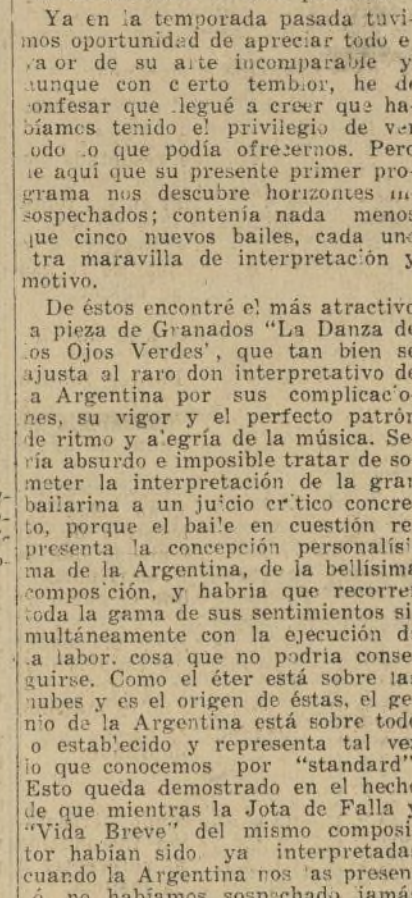 Ya en la temporada pasada tuvi-
mos oportunidad de apreciar todo e
va or de su arte incomparable y
aunque con c erto temblor, he de
confesar que llegué a creer que ha-
bíamos tenido el privilegio de ver
todo lo que podía ofrecernos. Pero
he aquí que su presente primer pro-
grama nos descubre horizontes in
sospechados; contenía nada menos
que cinco nuevos bailes, cada uno
tra maravilla de interpretación y
motivo.
De éstos encontré el más atractivo
a pieza de Granados "La Danza de
los Ojos Verdes', que tan bien se
ajusta al raro don interpretativo de
a Argentina por sus complicacio-
nes, su vigor y el perfecto patrón
de ritmo y alegría de la música. Se-
ría absurdo e imposible tratar de so-
meter la interpretación de la gran
bailarina a un juicio crítico concre-
to, porque el baile en cuestión re-
presenta la concepción personalísi-
ma de la Argentina, de la bellísima
composición, y habría que recorrer
toda la gama de sus sentimientos si-
multáneamente con la ejecución de
la labor. cosa que no podría conse-
guirse. Como el éter está sobre las
nubes y es el origen de éstas, el ge-
nio de la Argentina está sobre todo
o establecido y representa tal vez
lo que conocemos por "standard"
Esto queda demostrado en el hecho
de que mientras la Jota de Falla y
"Vida Breve" del mismo composi-
tor habían sido ya interpretadas
cuando la Argentina nos las presen-
ó, no habíamos sospechado jamás